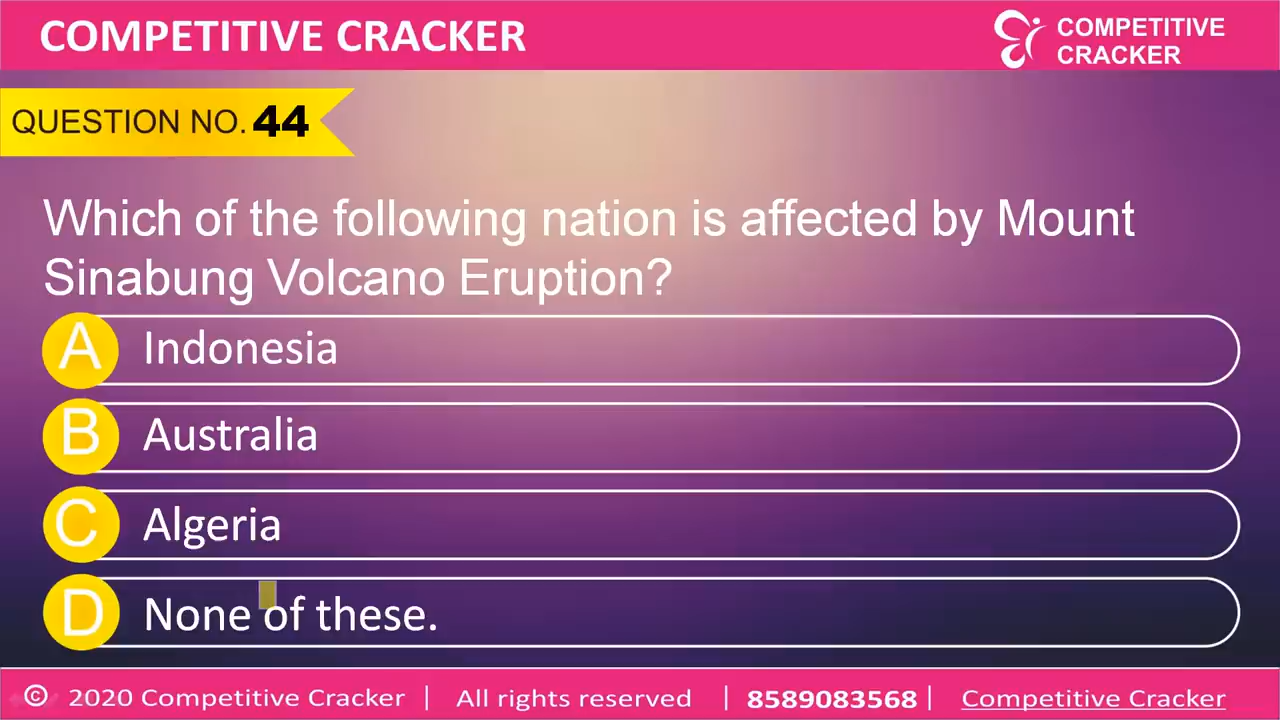 COMPETITIVE CRACKER
COMPETITIVE
CRACKER
QUESTION NO. 44
Which of the following nation is affected by Mount
Sinabung Volcano Eruption?
A Indonesia
B Australia
C Algeria
D None of these.
© 2020 Competitive Cracker | All rights reserved | 8589083568 | Competitive Cracker